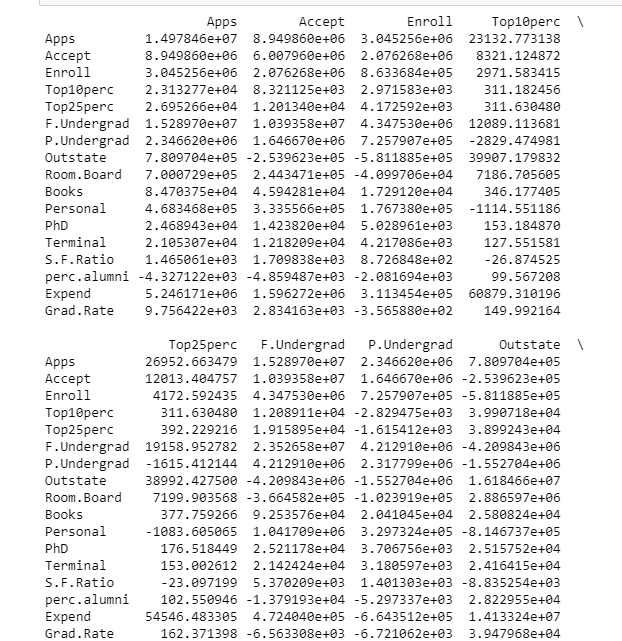 Apps Accept Enroll Top10perc \
Apps 1.497846e+07 8.949860e+06 3.045256e+06 23132.773138
Accept 8.949860e+06 6.007960e+06 2.076268e+06 8321.124872
Enroll 3.045256e+06 2.076268e+06 8.633684e+05 2971.583415
Top10perc 2.313277e+04 8.321125e+03 2.971583e+03 311.182456
Top25perc 2.695266e+04 1.201340e+04 4.172592e+03 311.630480
F.Undergrad 1.528970e+07 1.039358e+07 4.347530e+06 12089.113681
P.Undergrad 2.346620e+06 1.646670e+06 7.257907e+05 -2829.474981
Outstate 7.809704e+05 -2.539623e+05 -5.811885e+05 39907.179832
Room.Board 7.000729e+05 2.443471e+05 -4.099706e+04 7186.705605
Books 8.470375e+04 4.594281e+04 1.729120e+04 346.177405
Personal 4.683468e+05 3.335566e+05 1.767380e+05 -1114.551186
PhD 2.468943e+04 1.423820e+04 5.028961e+03 153.184870
Terminal 2.105307e+04 1.218209e+04 4.217086e+03 127.551581
S.F.Ratio 1.465061e+03 1.709838e+03 8.726848e+02 -26.874525
perc.alumni -4.327122e+03 -4.859487e+03 -2.081694e+03 99.567208
Expend 5.246171e+06 1.596272e+06 3.113454e+05 60879.310196
Grad.Rate 9.756422e+03 2.834163e+03 -3.565880e+02 149.992164
Top25perc F.Undergrad P.Undergrad Outstate \
Apps 26952.663479 1.528970e+07 2.346620e+06 7.809704e+05
Accept 12013.404757 1.039358e+07 1.646670e+06 -2.539623e+05
Enroll 4172.592435 4.347530e+06 7.257907e+05 -5.811885e+05
Top10perc 311.630480 1.208911e+04 -2.829475e+03 3.990718e+04
Top25perc 392.229216 1.915895e+04 -1.615412e+03 3.899243e+04
F.Undergrad 19158.952782 2.352658e+07 4.212910e+06 -4.209843e+06
P.Undergrad -1615.412144 4.212910e+06 2.317799e+06 -1.552704e+06
Outstate 38992.427500 -4.209843e+06 -1.552704e+06 1.618466e+07
Room.Board 7199.903568 -3.664582e+05 -1.023919e+05 2.886597e+06
Books 377.759266 9.253576e+04 2.041045e+04 2.580824e+04
Personal -1083.605065 1.041709e+06 3.297324e+05 -8.146737e+05
PhD 176.518449 2.521178e+04 3.706756e+03 2.515752e+04
Terminal 153.002612 2.142424e+04 3.180597e+03 2.416415e+04
S.F.Ratio -23.097199 5.370209e+03 1.401303e+03 -8.835254e+03
perc.alumni 102.550946 -1.379193e+04 -5.297337e+03 2.822955e+04
Expend 54546.483305 4.724040e+05 -6.643512e+05 1.413324e+07
Grad.Rate 162.371398 -6.563308e+03 -6.721062e+03 3.947968e+04